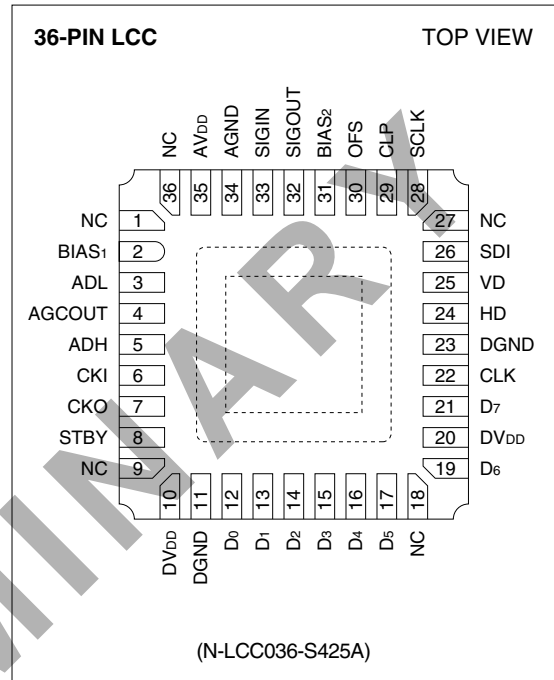 36-PIN LCC
TOP VIEW
NC
AVDD
AGND
SIGIN
SIGOUT
BIAS2
OFS
CLP
SCLK
36
35
34
33
32
31
30
29
28
NC 1
BIAS1 2
ADL 3
AGCOUT 4
ADH 5
CKI 6
CKO 7
STBY 8
NC 9
27 NC
26 SDI
25 VD
24 HD
23 DGND
22 CLK
21 D7
20 DVDD
19 D6
10
11
12
13
14
15
16
17
18
DVDD
DGND
D0
D1
D2
D3
D4
D5
NC
(N-LCC036-S425A)
MINARY